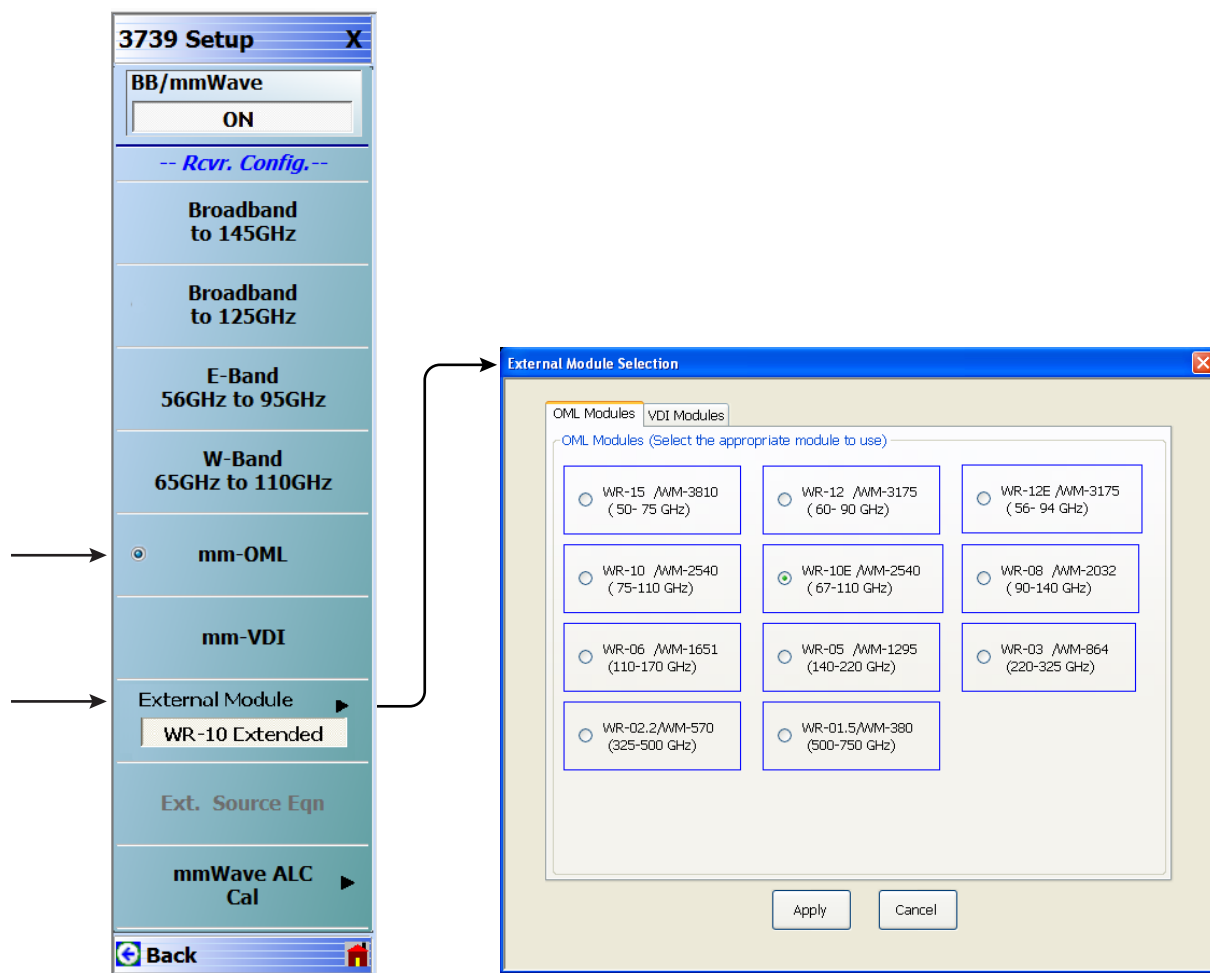 3739 Setup X
BB/mmWave
ON
-- Rcvr. Config.--
Broadband
to 145GHz
Broadband
to 125GHz
E-Band
56GHz to 95GHz
W-Band
65GHz to 110GHz
mm-OML
mm-VDI
External Module
WR-10 Extended
Ext. Source Eqn
mmWave ALC
Cal
Back
External Module Selection
OML Modules VDI Modules
OML Modules (Select the appropriate module to use)
WR-15 /WM-3810
( 50- 75 GHz)
WR-12 /WM-3175
( 60- 90 GHz)
WR-12E /WM-3175
( 56- 94 GHz)
WR-10 /WM-2540
( 75-110 GHz)
WR-10E /WM-2540
( 67-110 GHz)
WR-08 /WM-2032
( 90-140 GHz)
WR-06 /WM-1651
(110-170 GHz)
WR-05 /WM-1295
(140-220 GHz)
WR-03 /WM-864
(220-325 GHz)
WR-02.2/WM-570
(325-500 GHz)
WR-01.5/WM-380
(500-750 GHz)
Apply Cancel